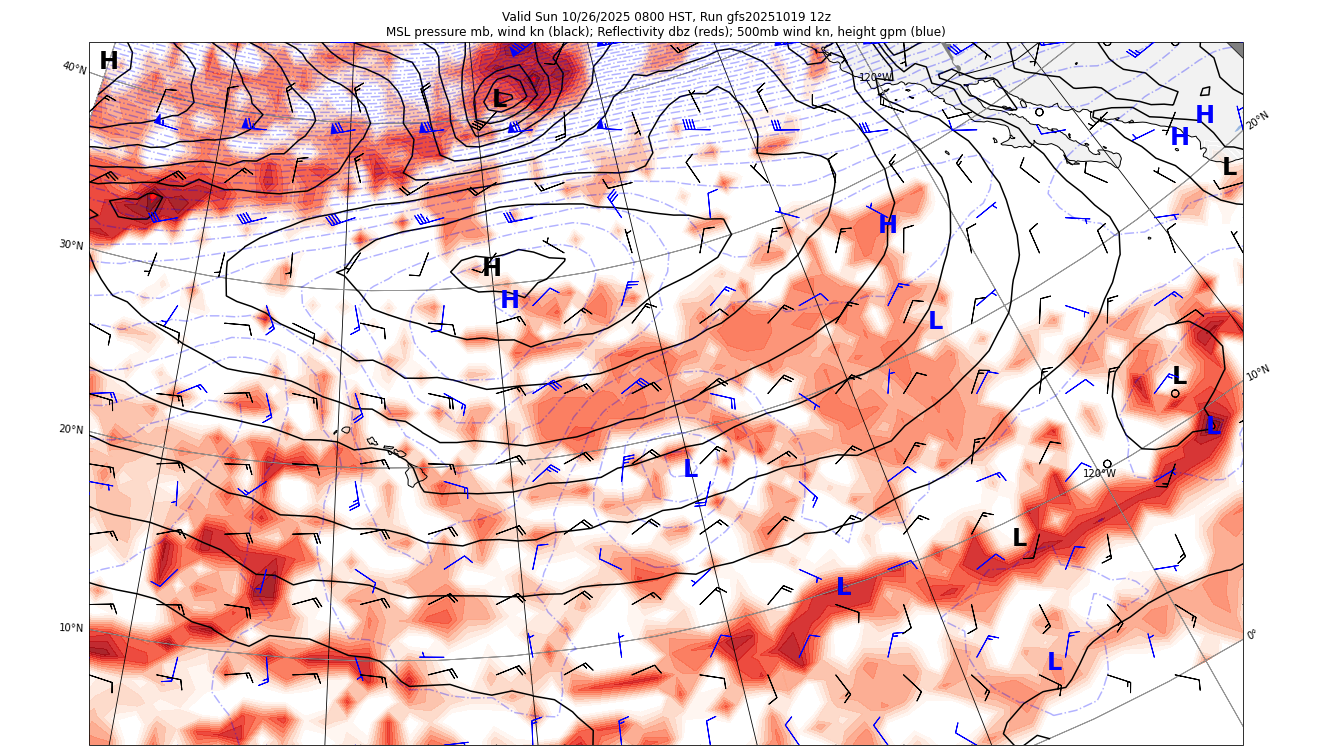 Valid Sun 10/26/2025 0800 HST, Run gfs20251019 12z
MSL pressure mb, wind kn (black); Reflectivity dbz (reds); 500mb wind kn, height gpm (blue)
H
40°N
120°W
L
H
20°N
H
L
H
30°N
H
H
L
L
10°N
20°N
L
L
120°W
L
L
10°N
0°
L